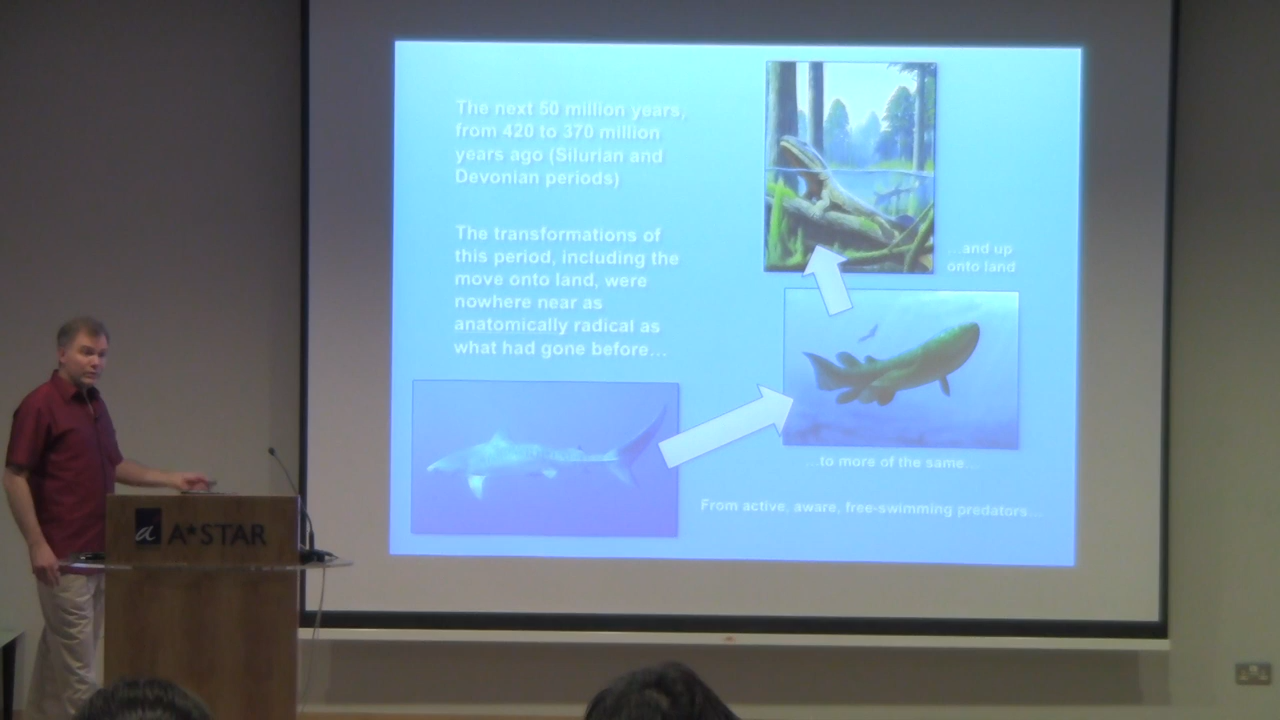 The next 50 million years,
from 420 to 370 million
years ago (Silurian and
Devonian periods)
The transformations of
this period, including the
move onto land, were
nowhere near as
anatomically radical as
what had gone before…
…and up
onto land
…to more of the same…
From active, aware, free-swimming predators…
a A*STAR